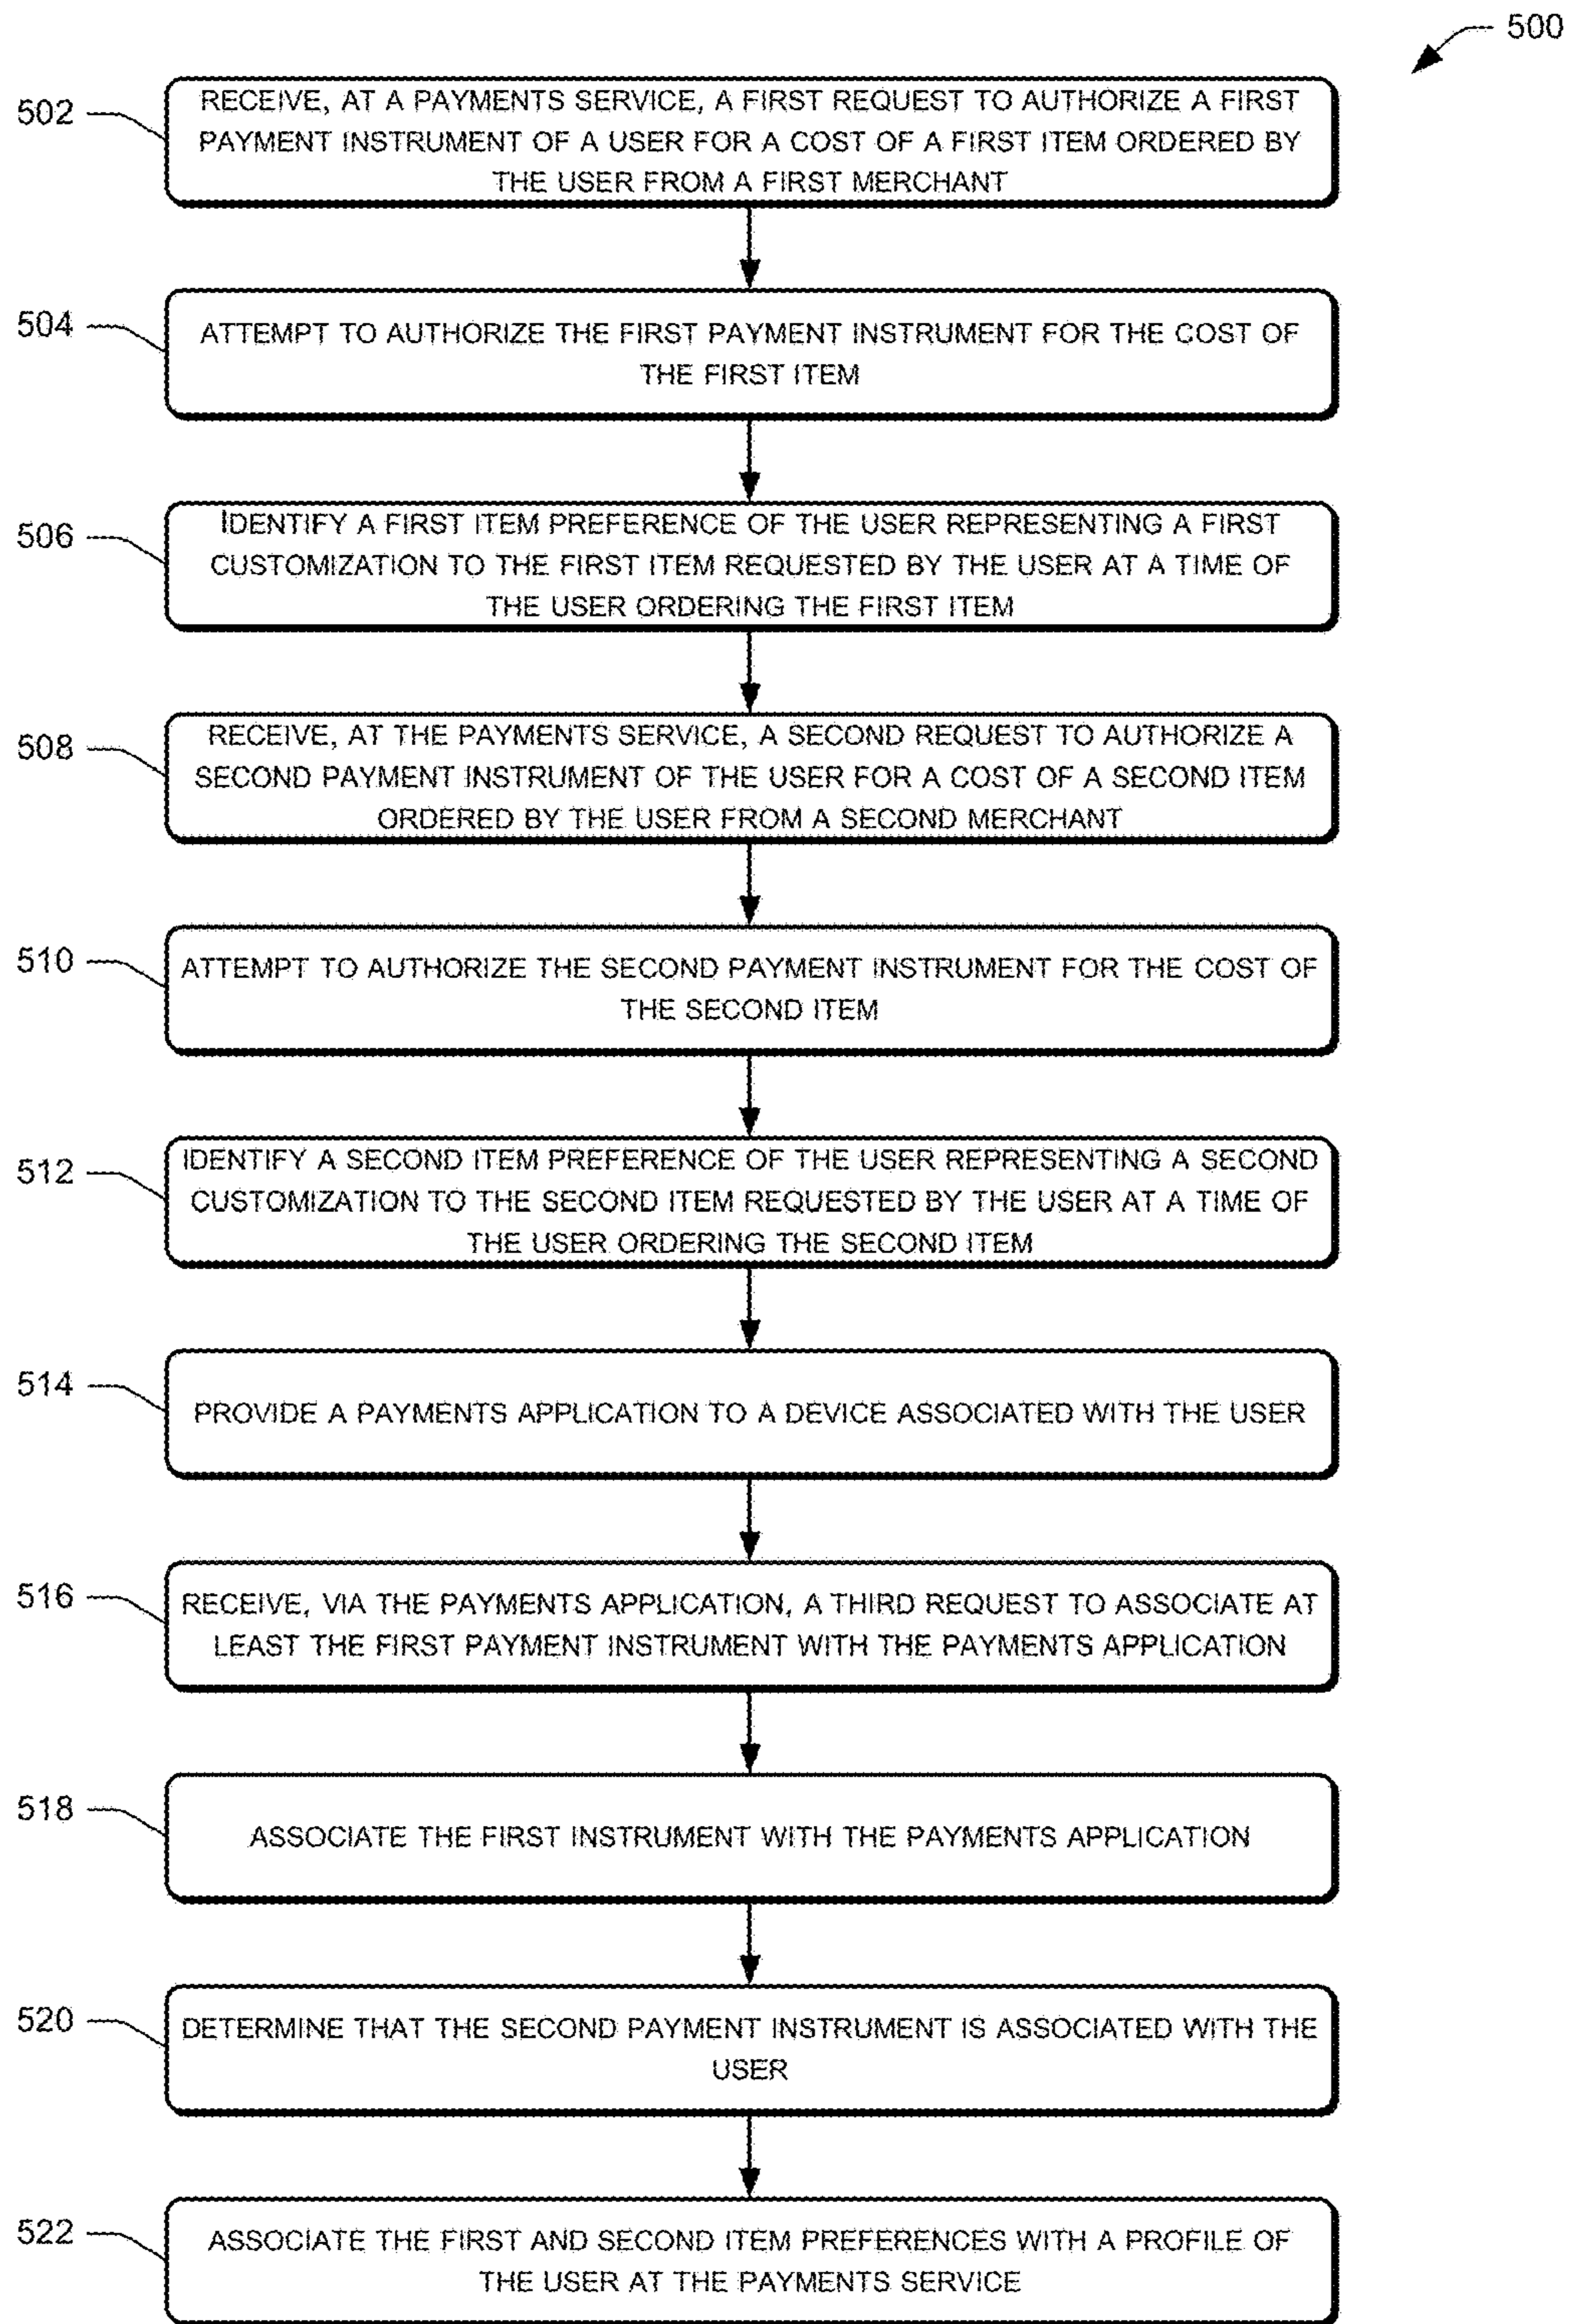 500
502
RECEIVE, AT A PAYMENTS SERVICE, A FIRST REQUEST TO AUTHORIZE A FIRST
PAYMENT INSTRUMENT OF A USER FOR A COST OF A FIRST ITEM ORDERED BY
THE USER FROM A FIRST MERCHANT
504
ATTEMPT TO AUTHORIZE THE FIRST PAYMENT INSTRUMENT FOR THE COST OF
THE FIRST ITEM
506
IDENTIFY A FIRST ITEM PREFERENCE OF THE USER REPRESENTING A FIRST
CUSTOMIZATION TO THE FIRST ITEM REQUESTED BY THE USER AT A TIME OF
THE USER ORDERING THE FIRST ITEM
508
RECEIVE, AT THE PAYMENTS SERVICE, A SECOND REQUEST TO AUTHORIZE A
SECOND PAYMENT INSTRUMENT OF THE USER FOR A COST OF A SECOND ITEM
ORDERED BY THE USER FROM A SECOND MERCHANT
510
ATTEMPT TO AUTHORIZE THE SECOND PAYMENT INSTRUMENT FOR THE COST OF
THE SECOND ITEM
512
IDENTIFY A SECOND ITEM PREFERENCE OF THE USER REPRESENTING A SECOND
CUSTOMIZATION TO THE SECOND ITEM REQUESTED BY THE USER AT A TIME OF
THE USER ORDERING THE SECOND ITEM
514
PROVIDE A PAYMENTS APPLICATION TO A DEVICE ASSOCIATED WITH THE USER
516
RECEIVE, VIA THE PAYMENTS APPLICATION, A THIRD REQUEST TO ASSOCIATE AT
LEAST THE FIRST PAYMENT INSTRUMENT WITH THE PAYMENTS APPLICATION
518
ASSOCIATE THE FIRST INSTRUMENT WITH THE PAYMENTS APPLICATION
520
DETERMINE THAT THE SECOND PAYMENT INSTRUMENT IS ASSOCIATED WITH THE
USER
522
ASSOCIATE THE FIRST AND SECOND ITEM PREFERENCES WITH A PROFILE OF
THE USER AT THE PAYMENTS SERVICE